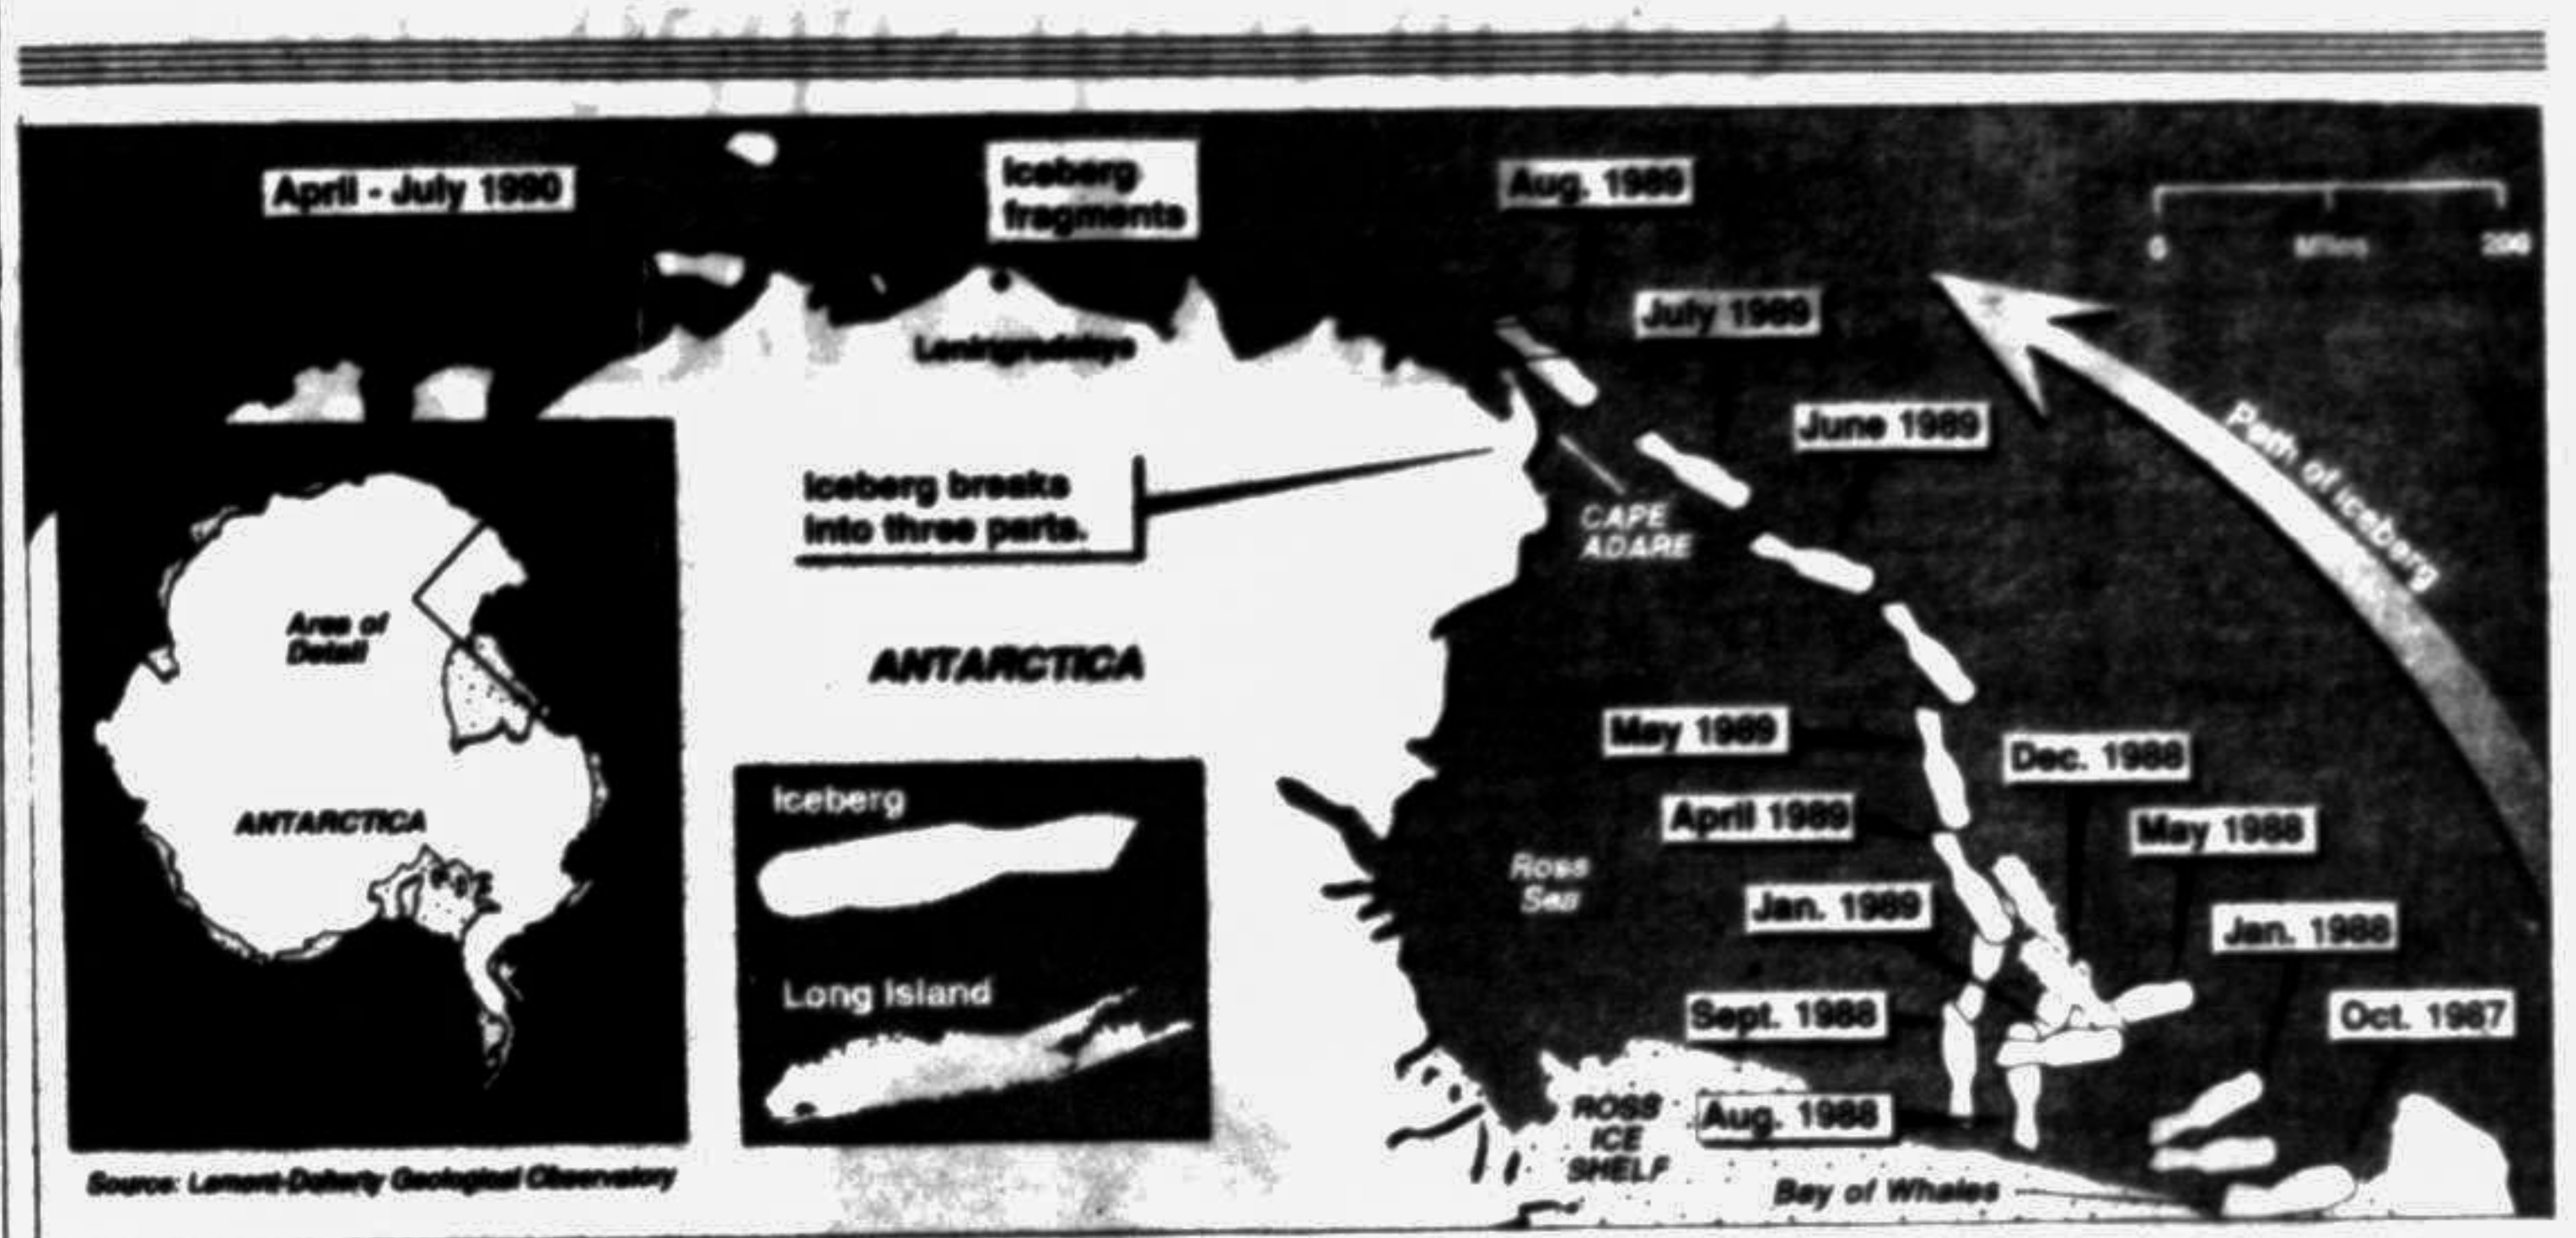 April - July 1990
Iceberg
fragments
Aug. 1989
0
Miles
200
July 1989
Leningradskiye
June 1989
Path of Iceberg
Iceberg breaks
into three parts.
CAPE
ADARE
Area of
Detail
ANTARCTICA
May 1989
Dec. 1988
Iceberg
April 1989
May 1988
ANTARCTICA
Ross
Sea
Jan. 1989
Jan. 1988
Long Island
Sept. 1988
Oct. 1987
ROSS
ICE
SHELF
Aug. 1988
Source: Lamont-Doherty Geological Observatory
Bay of Whales